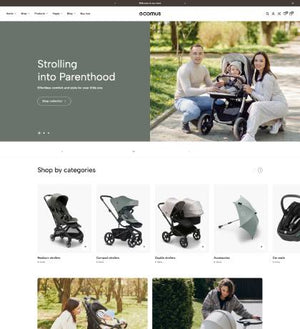 Welcome to our store
Home Shop Products Pages Blog Buy now
ecomus
Strolling
into Parenthood
Effortless comfort and style for your little one
Shop collection
Shop by categories
Newborn strollers
Compact strollers
Double strollers
Accessories
Car seats